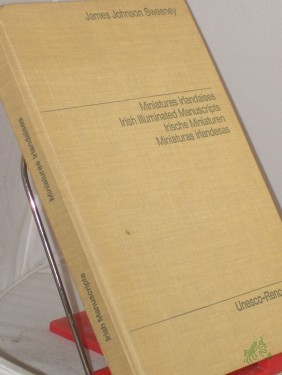 James Johnson Sweeney
Miniatures Irlandaises
Irish Illuminated Manuscripts
Irische Miniaturen
Miniaturas Irlandesas
Unesco-Renc
Miniatures Irlandaises
Irish Manuscripts